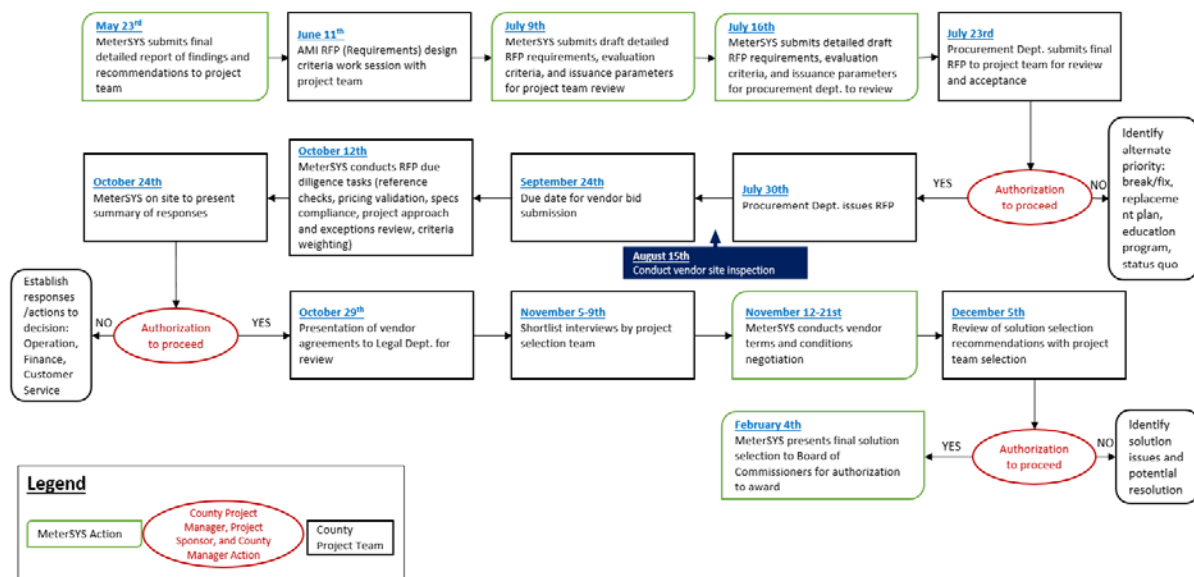 May 23rd
MeterSYS submits final
detailed report of findings and
recommendations to project
team
June 11th
AMI RFP (Requirements) design
criteria work session with
project team
July 9th
MeterSYS submits draft detailed
RFP requirements, evaluation
criteria, and issuance parameters
for project team review
July 16th
MeterSYS submits detailed draft
RFP requirements, evaluation
criteria, and issuance parameters
for procurement dept. to review
July 23rd
Procurement Dept. submits final
RFP to project team for review
and acceptance
Authorization
to proceed
NO
Identify
alternate
priority:
break/fix,
replaceme
nt plan,
education
program,
status quo
YES
July 30th
Procurement Dept. issues RFP
August 15th
Conduct vendor site inspection
September 24th
Due date for vendor bid
submission
October 12th
MeterSYS conducts RFP due
diligence tasks (reference
checks, pricing validation, specs
compliance, project approach
and exceptions review, criteria
weighting)
October 24th
MeterSYS on site to present
summary of responses
Authorization
to proceed
NO
Establish
responses
/actions to
decision:
Operation,
Finance,
Customer
Service
YES
October 29th
Presentation of vendor
agreements to Legal Dept. for
review
November 5-9th
Shortlist interviews by project
selection team
November 12-21st
MeterSYS conducts vendor
terms and conditions
negotiation
December 5th
Review of solution selection
recommendations with project
team selection
Authorization
to proceed
NO
Identify
solution
issues and
potential
resolution
YES
February 4th
MeterSYS presents final solution
selection to Board of
Commissioners for authorization
to award
Legend
MeterSYS Action
County Project
Manager, Project
Sponsor, and County
Manager Action
County
Project Team